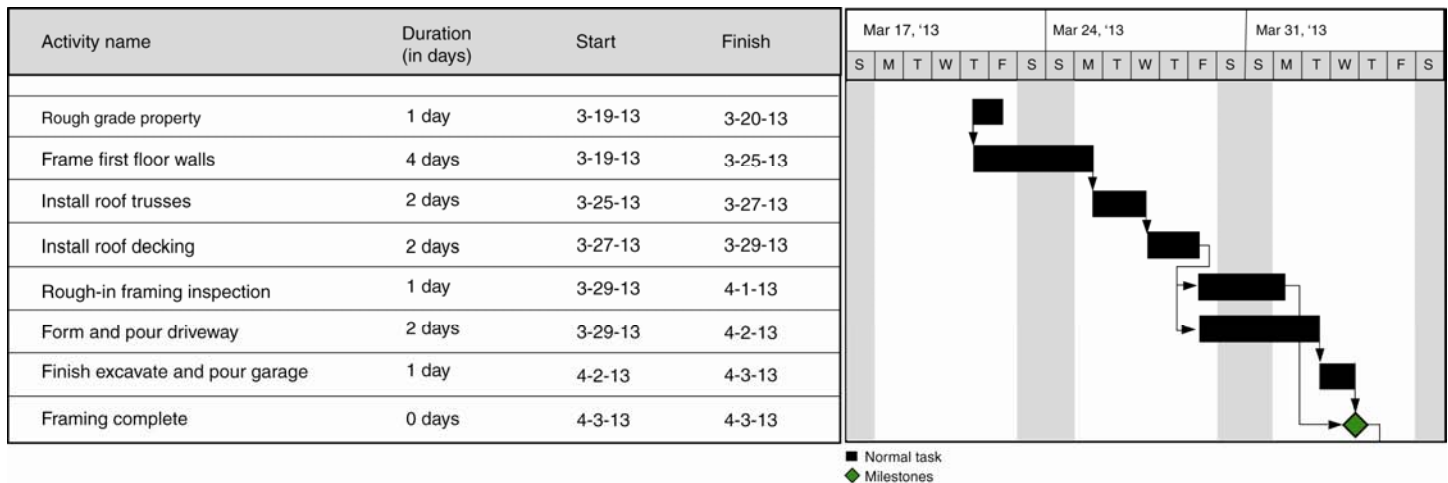 Activity name Duration (in days) Start Finish
Rough grade property 1 day 3-19-13 3-20-13
Frame first floor walls 4 days 3-19-13 3-25-13
Install roof trusses 2 days 3-25-13 3-27-13
Install roof decking 2 days 3-27-13 3-29-13
Rough-in framing inspection 1 day 3-29-13 4-1-13
Form and pour driveway 2 days 3-29-13 4-2-13
Finish excavate and pour garage 1 day 4-2-13 4-3-13
Framing complete 0 days 4-3-13 4-3-13
Mar 17, ‘13 Mar 24, ‘13 Mar 31, ‘13
S M T W T F S S M T W T F S S M T W T F S
Normal task
Milestones